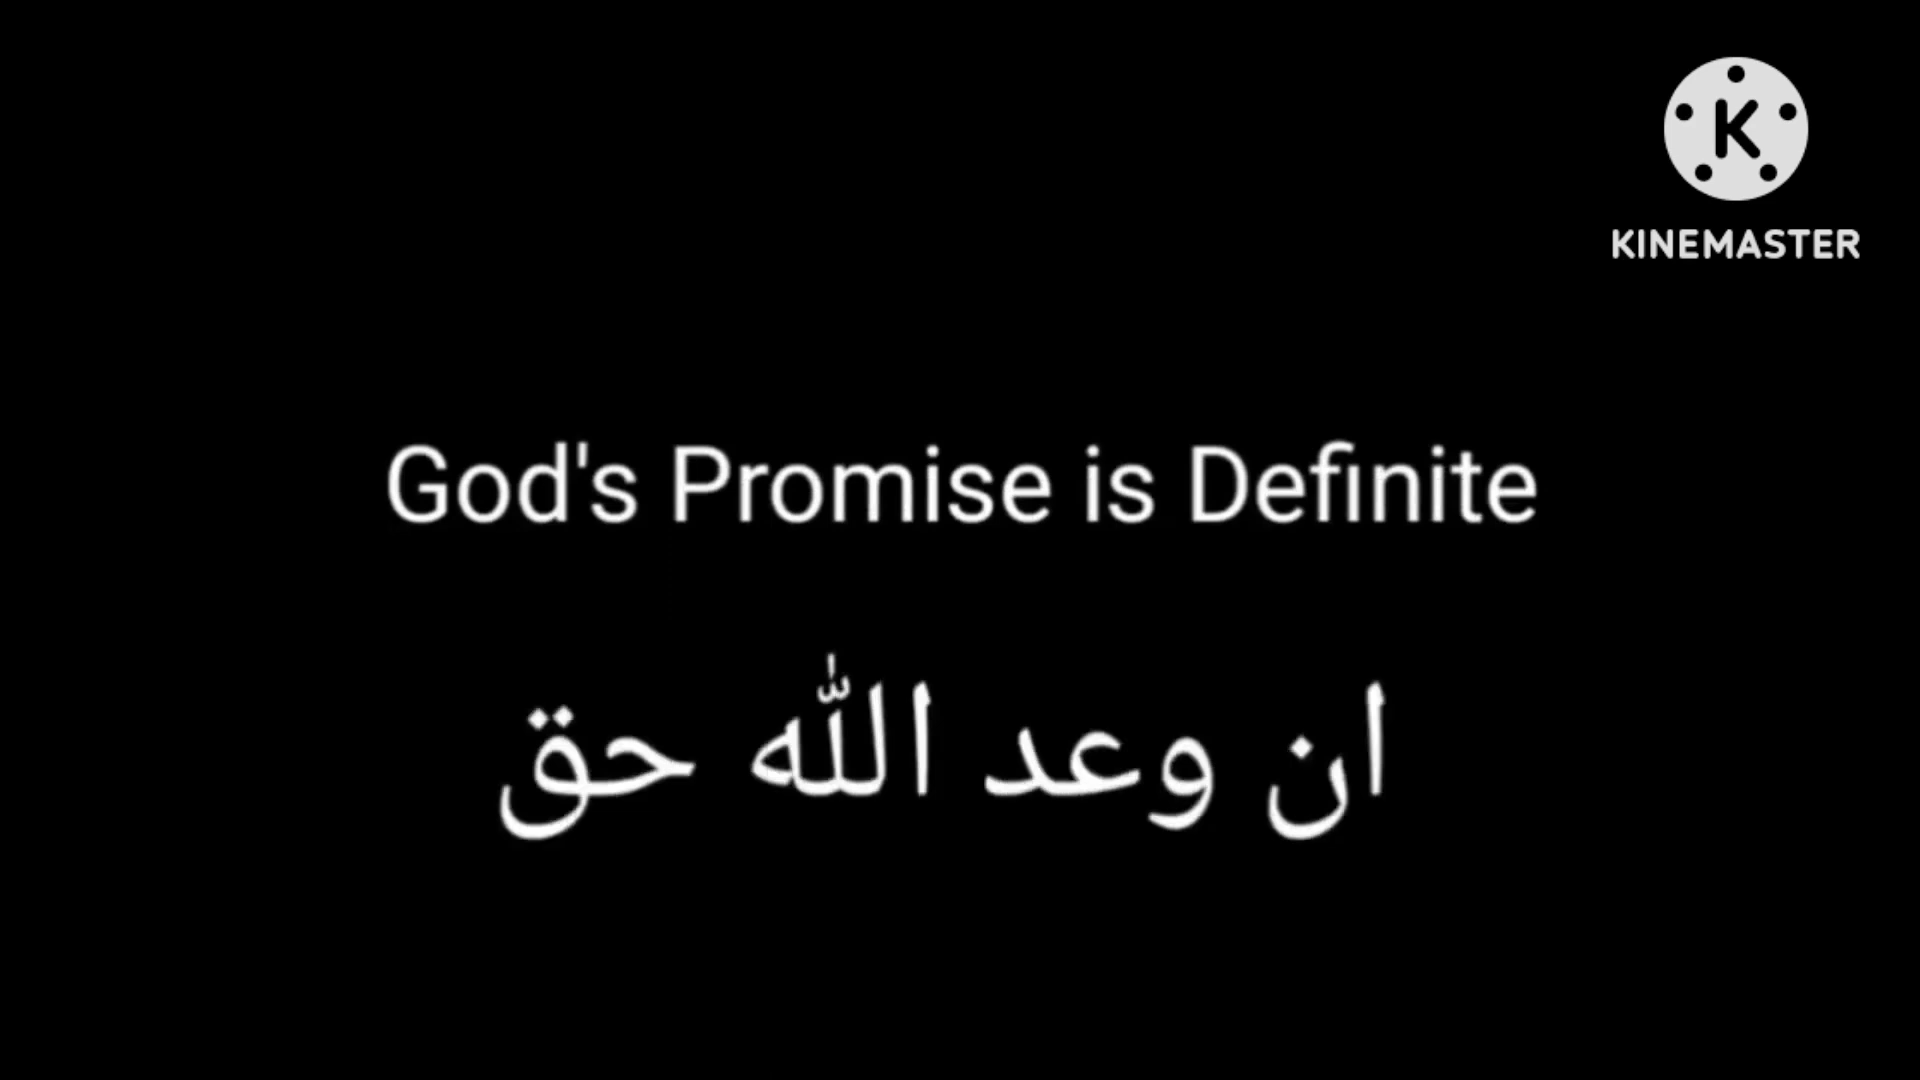 K
KINEMASTER
God's Promise is Definite
ان وعد الله حق